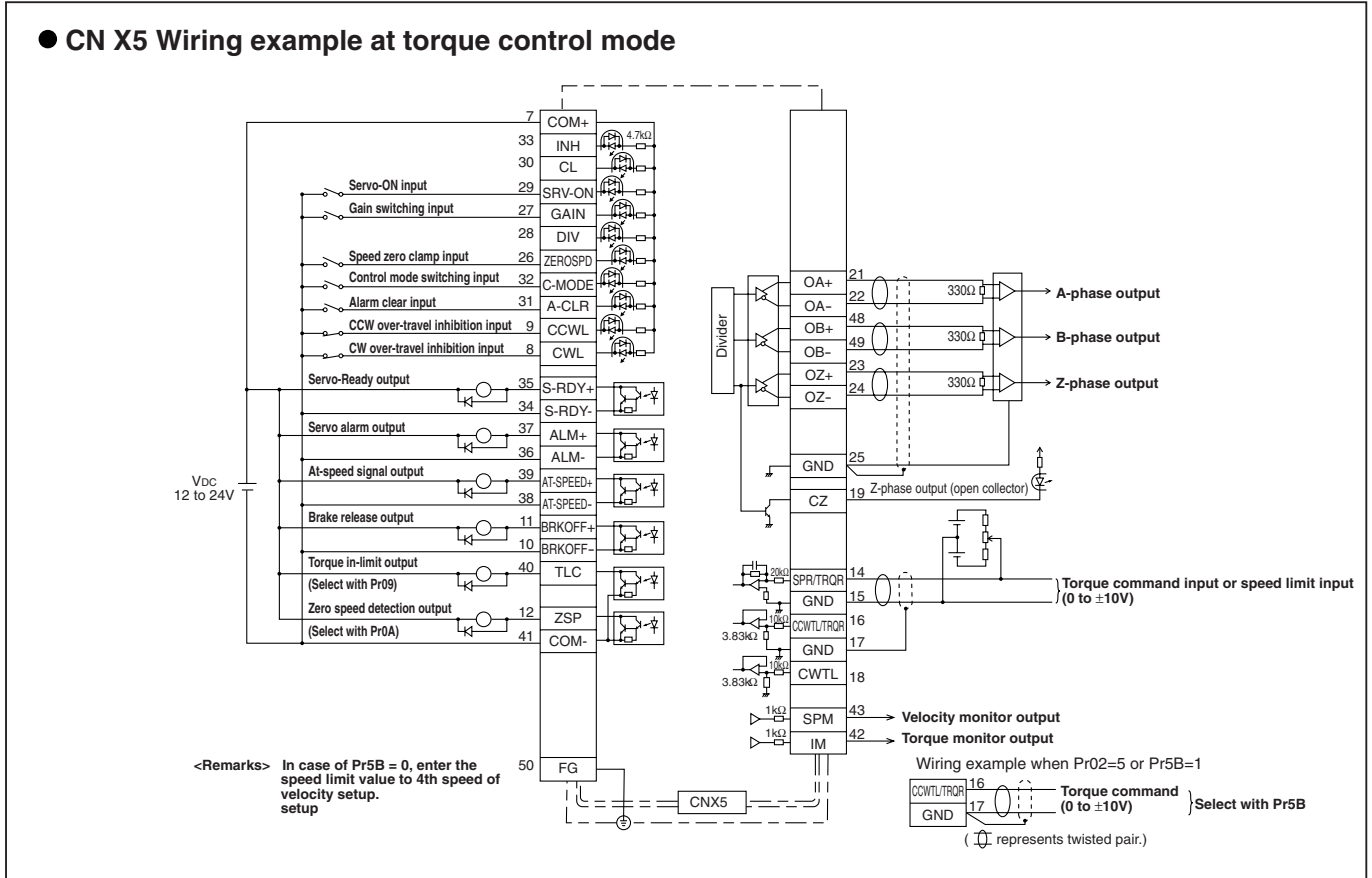 ● CN X5 Wiring example at torque control mode
7 COM+
33 INH 4.7kΩ
30 CL
Servo-ON input 29 SRV-ON
Gain switching input 27 GAIN
28 DIV
Speed zero clamp input 26 ZEROSPD
Control mode switching input 32 C-MODE
Alarm clear input 31 A-CLR
CCW over-travel inhibition input 9 CCWL
CW over-travel inhibition input 8 CWL
Servo-Ready output 35 S-RDY+
34 S-RDY-
Servo alarm output 37 ALM+
36 ALM-
At-speed signal output 39 AT-SPEED+
38 AT-SPEED-
VDC
12 to 24V
Brake release output 11 BRKOFF+
10 BRKOFF-
Torque in-limit output 40 TLC
(Select with Pr09)
Zero speed detection output 12 ZSP
(Select with Pr0A) 41 COM-
50 FG
<Remarks> In case of Pr5B = 0, enter the
speed limit value to 4th speed of
velocity setup.
setup
CNX5
Divider
OA+ 21
OA- 22
330Ω A-phase output
OB+ 48
OB- 49
330Ω B-phase output
OZ+ 23
OZ- 24
330Ω Z-phase output
GND 25
CZ 19 Z-phase output (open collector)
20kΩ SPR/TRQR 14
GND 15
Torque command input or speed limit input
(0 to ±10V)
10kΩ CCWTL/TRQR 16
3.83kΩ
GND 17
10kΩ CWTL 18
3.83kΩ
1kΩ SPM 43 Velocity monitor output
1kΩ IM 42 Torque monitor output
Wiring example when Pr02=5 or Pr5B=1
CCWTL/TRQR 16 Torque command
GND 17 (0 to ±10V) Select with Pr5B
( represents twisted pair.)